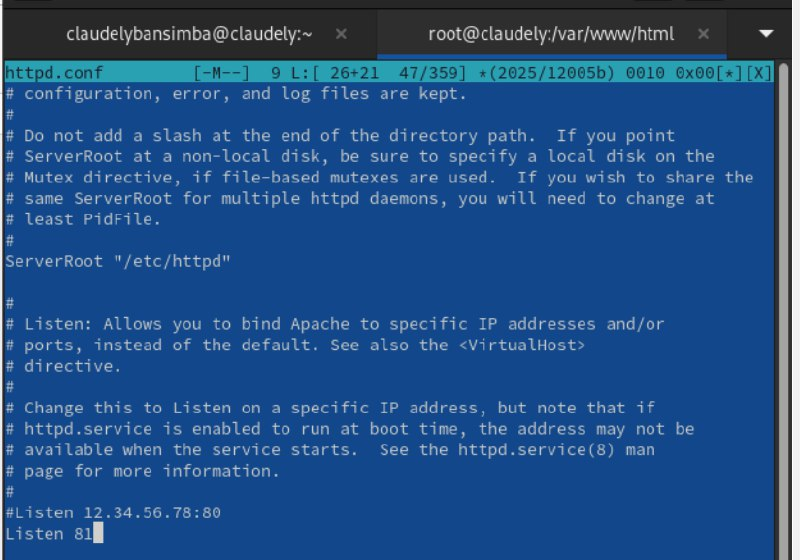 claudelybansimba@claudely:~ × root@claudely:/var/www/html ×
httpd.conf [-M--] 9 L:[ 26+21 47/359] *(2025/12005b) 0010 0x00[*][X]
# configuration, error, and log files are kept.
#
# Do not add a slash at the end of the directory path.  If you point
# ServerRoot at a non-local disk, be sure to specify a local disk on the
# Mutex directive, if file-based mutexes are used.  If you wish to share the
# same ServerRoot for multiple httpd daemons, you will need to change at
# least PidFile.
#
ServerRoot "/etc/httpd"

#
# Listen: Allows you to bind Apache to specific IP addresses and/or
# ports, instead of the default. See also the <VirtualHost>
# directive.
#
# Change this to Listen on a specific IP address, but note that if
# httpd.service is enabled to run at boot time, the address may not be
# available when the service starts.  See the httpd.service(8) man
# page for more information.
#
#Listen 12.34.56.78:80
Listen 81